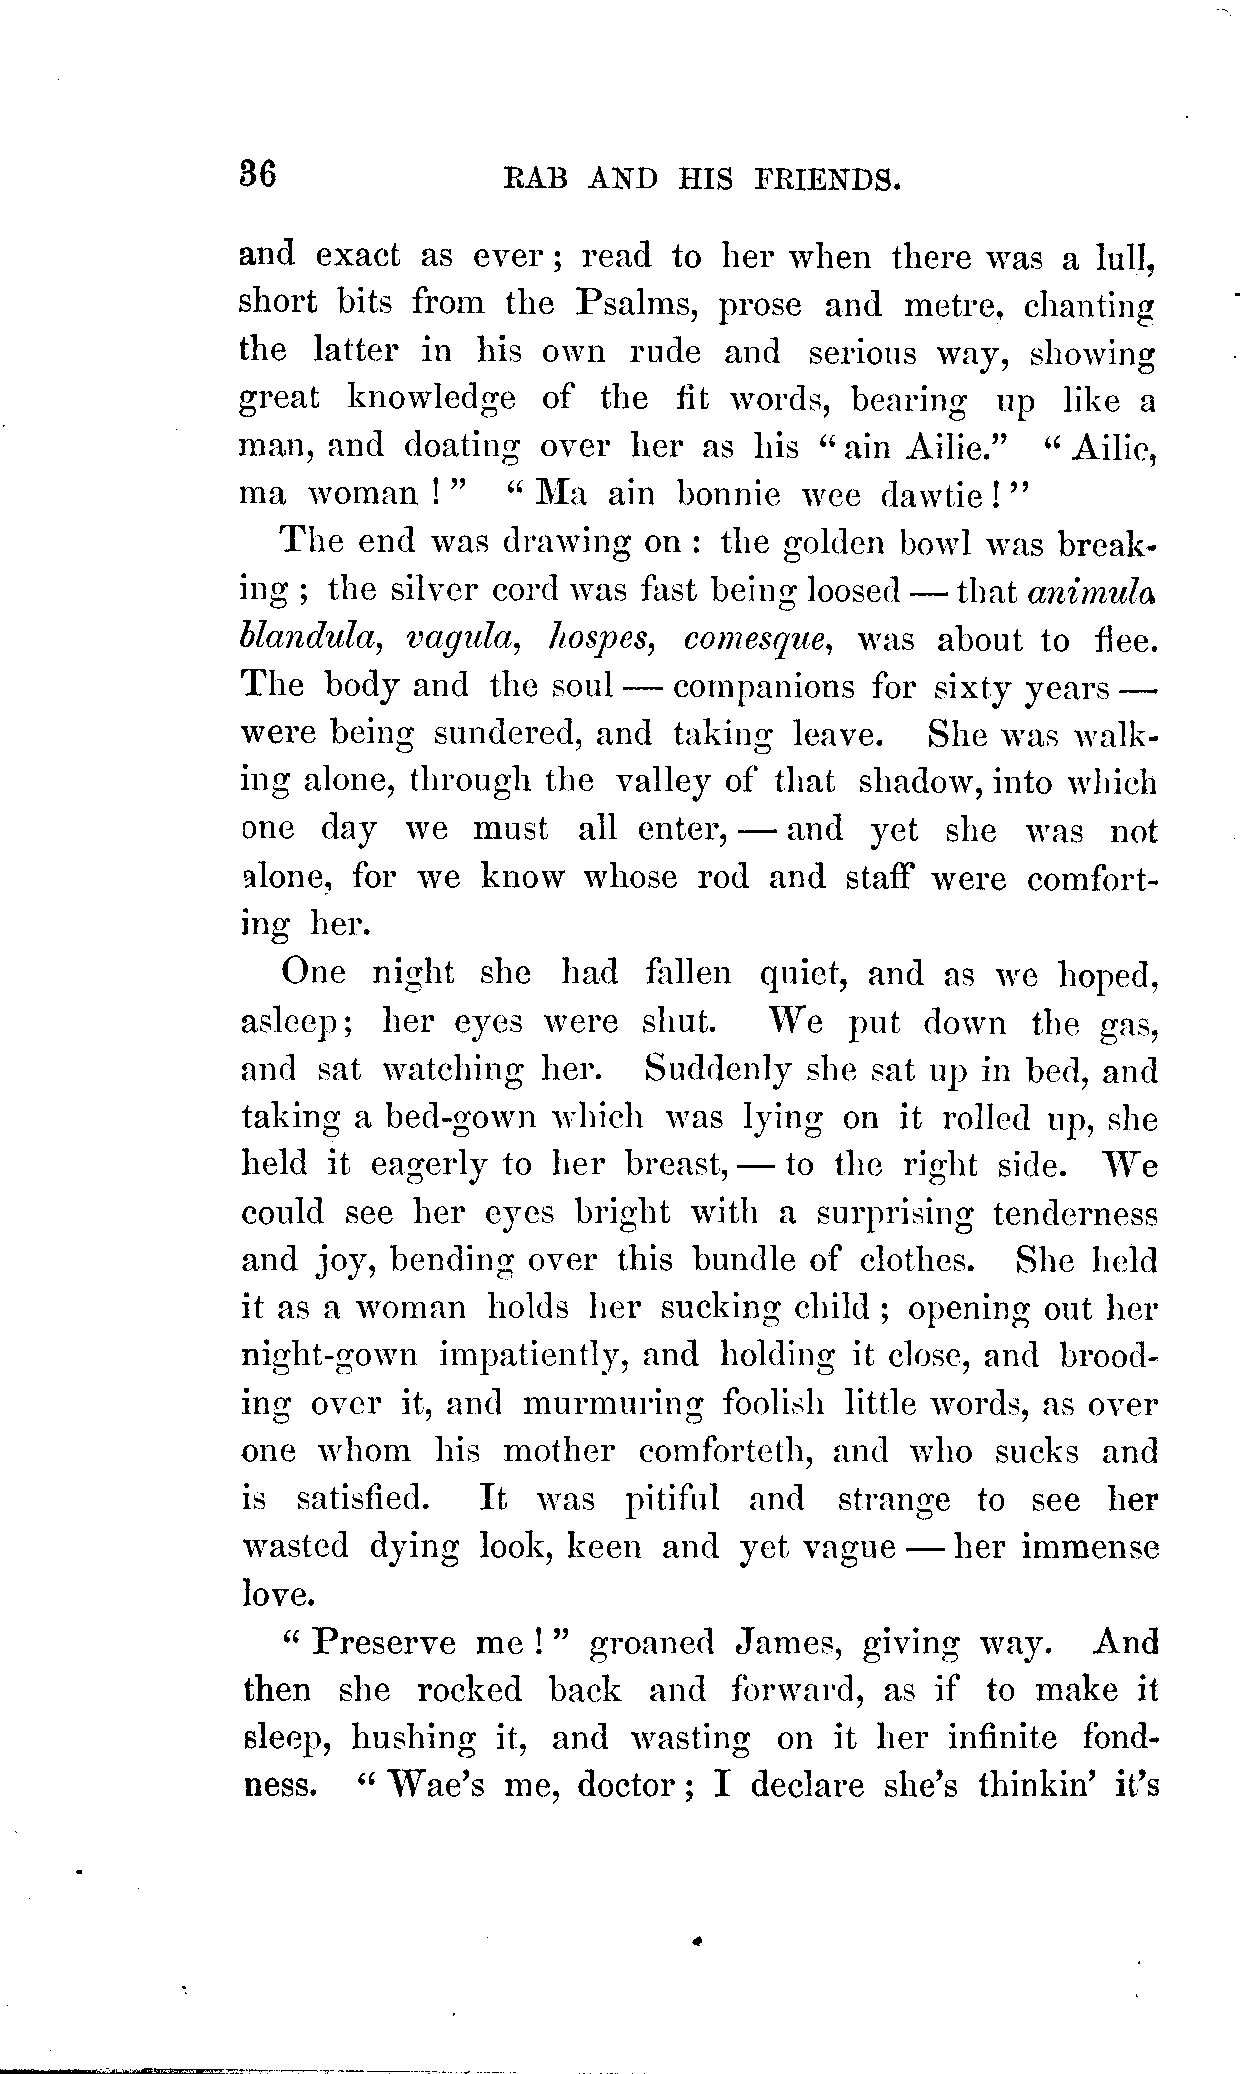 36 RAB AND HIS FRIENDS.
and exact as ever ; read to her when there was a lull,
short bits from the Psalms, prose and metre, chanting
the latter in his own rude and serious way, showing
great knowledge of the fit words, bearing up like a
man, and doating over her as his “ ain Ailie.” “ Ailie,
ma woman ! ” “ Ma ain bonnie wee dawtie ! ”
The end was drawing on : the golden bowl was break-
ing ; the silver cord was fast being loosed — that animula
blandula, vagula, hospes, comesque, was about to flee.
The body and the soul — companions for sixty years —
were being sundered, and taking leave. She was walk-
ing alone, through the valley of that shadow, into which
one day we must all enter, — and yet she was not
alone, for we know whose rod and staff were comfort-
ing her.
One night she had fallen quiet, and as we hoped,
asleep; her eyes were shut. We put down the gas,
and sat watching her. Suddenly she sat up in bed, and
taking a bed-gown which was lying on it rolled up, she
held it eagerly to her breast, — to the right side. We
could see her eyes bright with a surprising tenderness
and joy, bending over this bundle of clothes. She held
it as a woman holds her sucking child ; opening out her
night-gown impatiently, and holding it close, and brood-
ing over it, and murmuring foolish little words, as over
one whom his mother comforteth, and who sucks and
is satisfied. It was pitiful and strange to see her
wasted dying look, keen and yet vague — her immense
love.
“ Preserve me ! ” groaned James, giving way. And
then she rocked back and forward, as if to make it
sleep, hushing it, and wasting on it her infinite fond-
ness. “ Wae’s me, doctor ; I declare she’s thinkin’ it’s